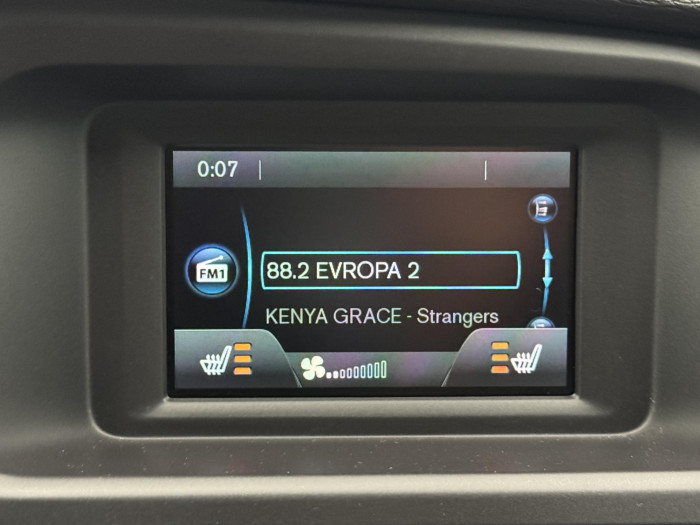 0:07
FM1
88.2 EVROPA 2
KENYA GRACE - Strangers